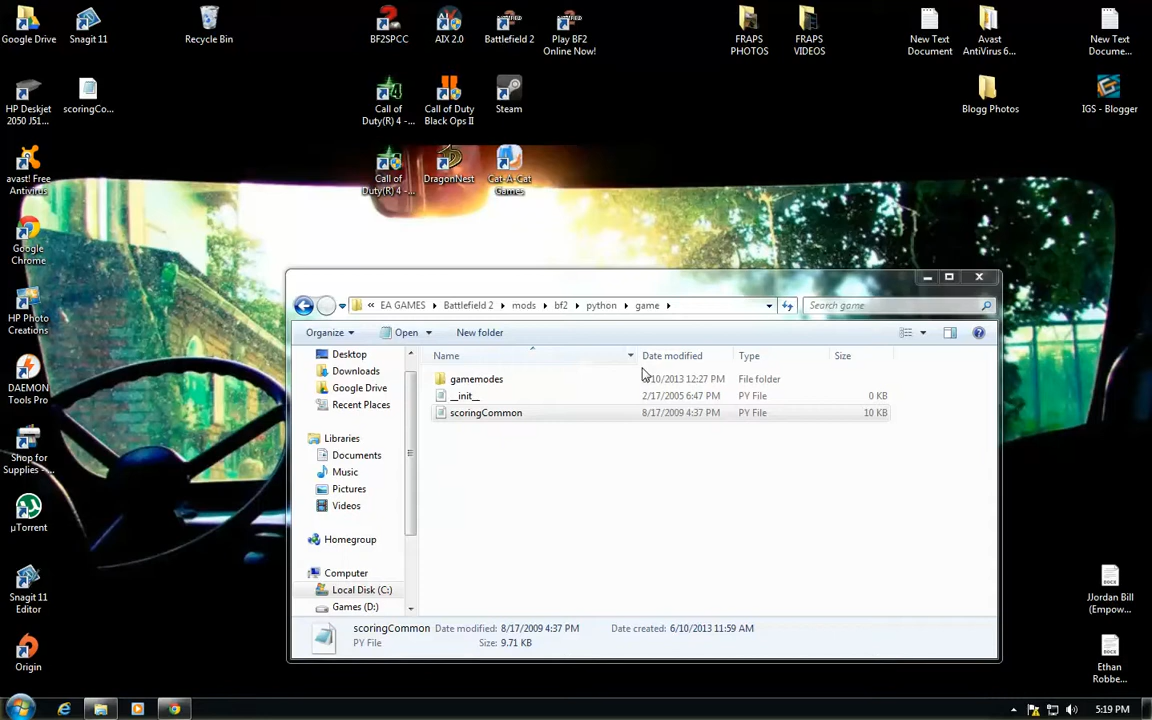 Google Drive
Snagit 11
Recycle Bin
BF2SPCC
AIX 2.0
Battlefield 2
Play BF2
Online Now!
FRAPS
PHOTOS
FRAPS
VIDEOS
New Text
Document
Avast
AntiVirus 6...
New Text
Docume...
HP Deskjet
2050 J51...
scoringCo...
Call of
Duty(R) 4 -...
Call of Duty
Black Ops II
Steam
Blogg Photos
IGS - Blogger
avast! Free
Antivirus
Call of
Duty(R) 4 -...
DragonNest
Cat-A-Cat
Games
Google
Chrome
HP Photo
Creations
DAEMON
Tools Pro
Shop for
Supplies - ...
µTorrent
Snagit 11
Editor
Origin
JJordan Bill
(Empow...
Ethan
Robbe...
« EA GAMES Battlefield 2 mods bf2 python game
Search game
Organize Open New folder
Desktop
Downloads
Google Drive
Recent Places
Libraries
Documents
Music
Pictures
Videos
Homegroup
Computer
Local Disk (C:)
Games (D:)
Name Date modified Type Size
gamemodes /10/2013 12:27 PM File folder
__init__ 2/17/2005 6:47 PM PY File 0 KB
scoringCommon 8/17/2009 4:37 PM PY File 10 KB
scoringCommon Date modified: 8/17/2009 4:37 PM Date created: 6/10/2013 11:59 AM
PY File Size: 9.71 KB
5:19 PM